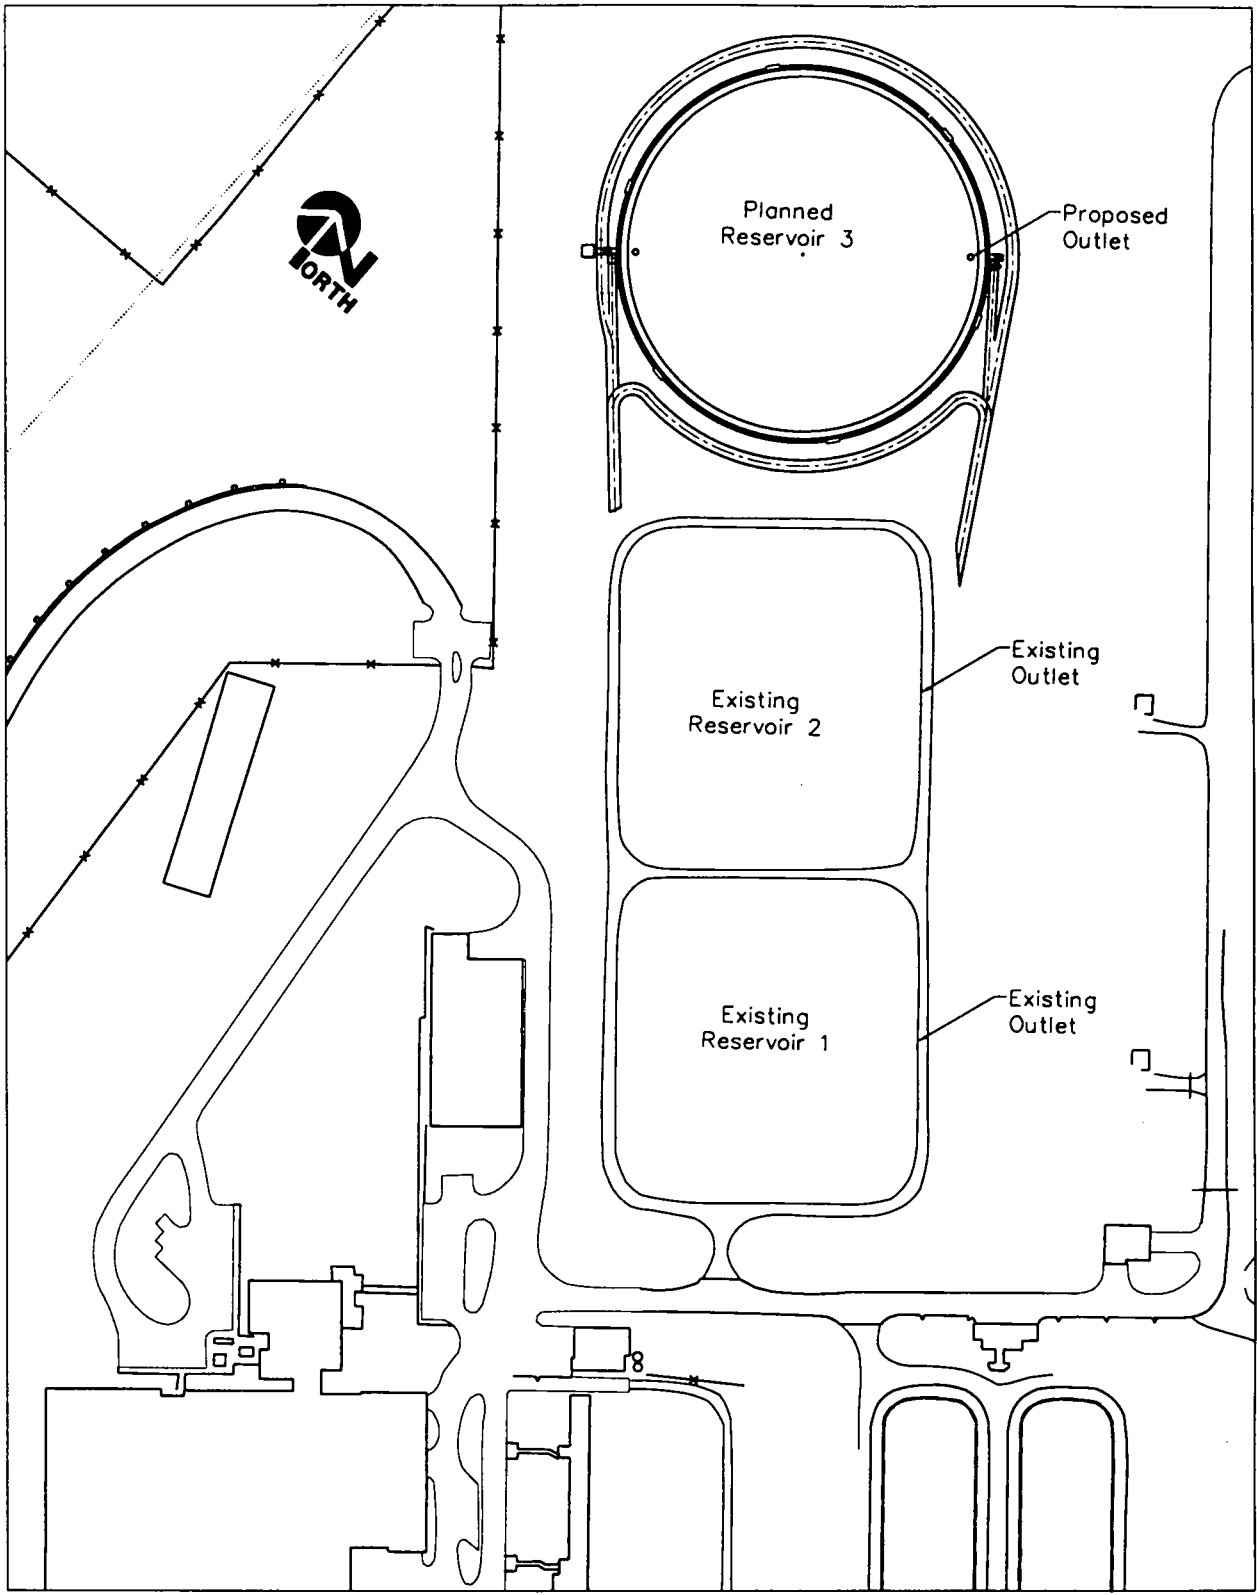 Planned
Reservoir 3
Proposed
Outlet
NORTH
Existing
Outlet
Existing
Reservoir 2
Existing
Outlet
Existing
Reservoir 1